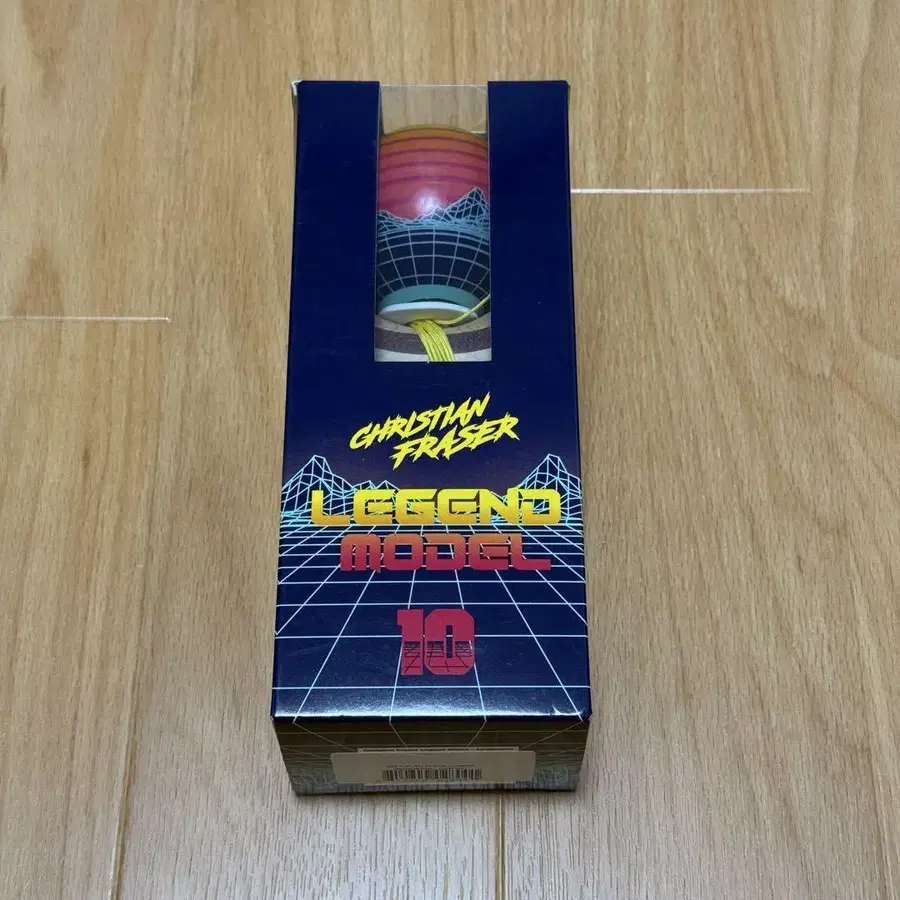 CHRISTIAN
FRASER
LEGEND
MODEL
10